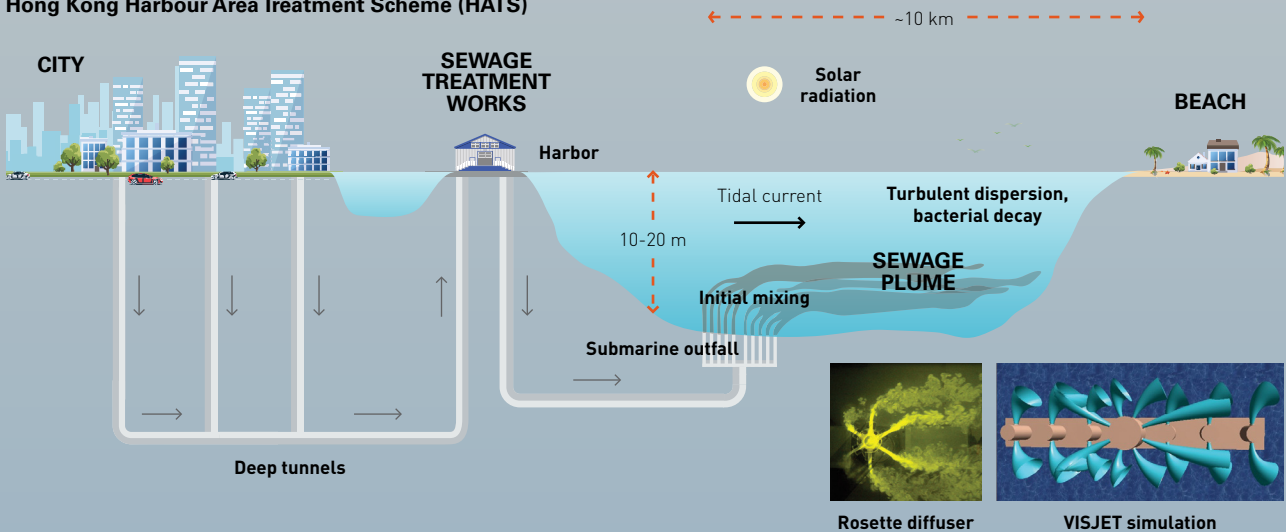 Hong Kong Harbour Area Treatment Scheme (HATS)
~10 km
CITY
SEWAGE
TREATMENT
WORKS
Solar
radiation
BEACH
Harbor
Tidal current
Turbulent dispersion,
bacterial decay
10-20 m
SEWAGE
PLUME
Initial mixing
Submarine outfall
Deep tunnels
Rosette diffuser
VISJET simulation